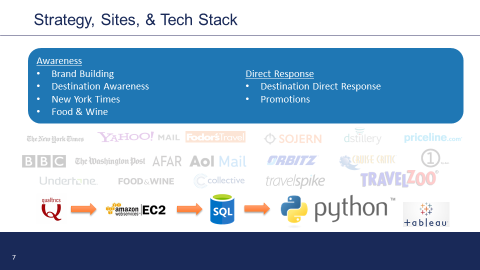 Strategy, Sites, & Tech Stack
Awareness
• Brand Building
• Destination Awareness
• New York Times
• Food & Wine
Direct Response
• Destination Direct Response
• Promotions
The New York Times
YAHOO! MAIL
Fodor's Travel
SOJERN
dstillery
priceline.com
BBC
The Washington Post
AFAR
Aol Mail
ORBITZ
CRUISE CRITIC
1
Undertone
FOOD&WINE
collective
travelspike
TRAVELZOO
qualtrics
Q
amazon
webservices
EC2
SQL
python™
+ableau
7